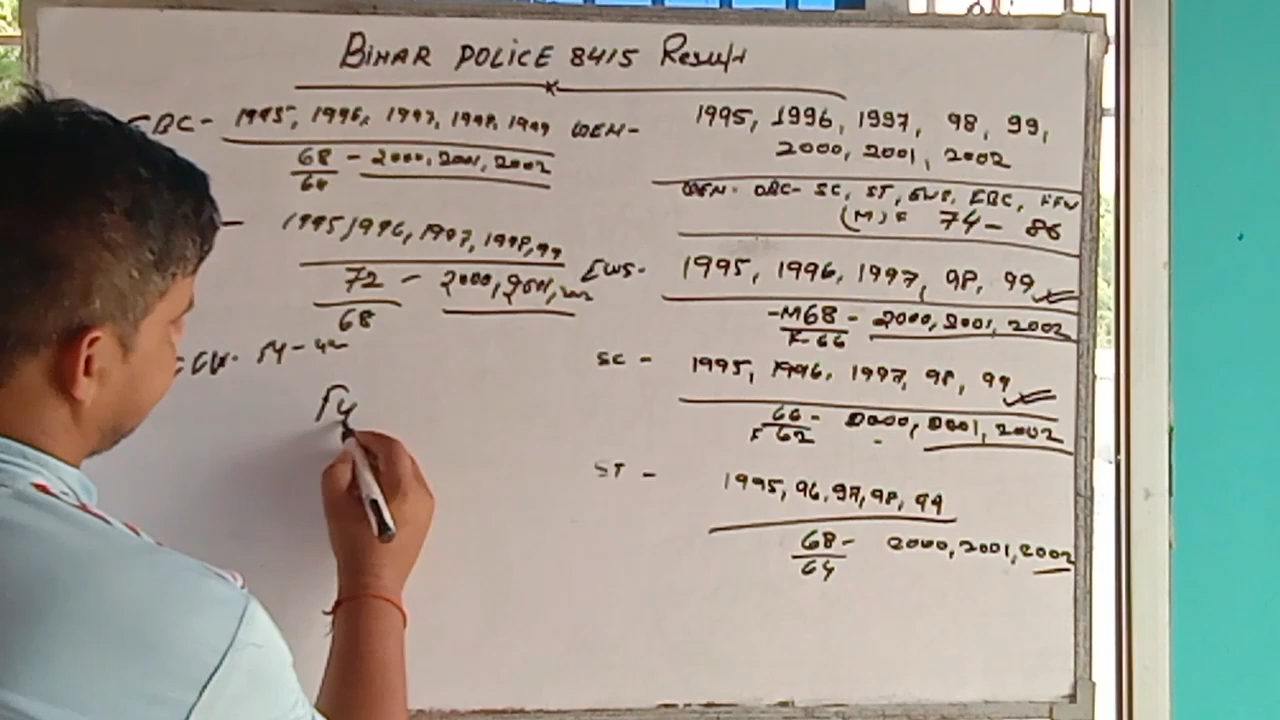 BIHAR POLICE 8415 Result
EBC - 1995, 1996, 1997, 1998, 1999
68 - 2000, 2001, 2002
64
- 1995, 1996, 1997, 1998, 99
72 - 2000, 2001,
68
54
GEN - 1995, 1996, 1997, 98, 99,
2000, 2001, 2002
GEN - OBC - SC, ST, EWS, EBC,
(M) 74 - 86
EWS - 1995, 1996, 1997, 98, 99
M68 - 2000, 2001, 2002
F-66
SC - 1995, 1996, 1997, 98, 99
66 - 2000, 2001, 2002
F 62
ST - 1995, 96, 97, 98, 99
68 - 2000, 2001, 2002
64